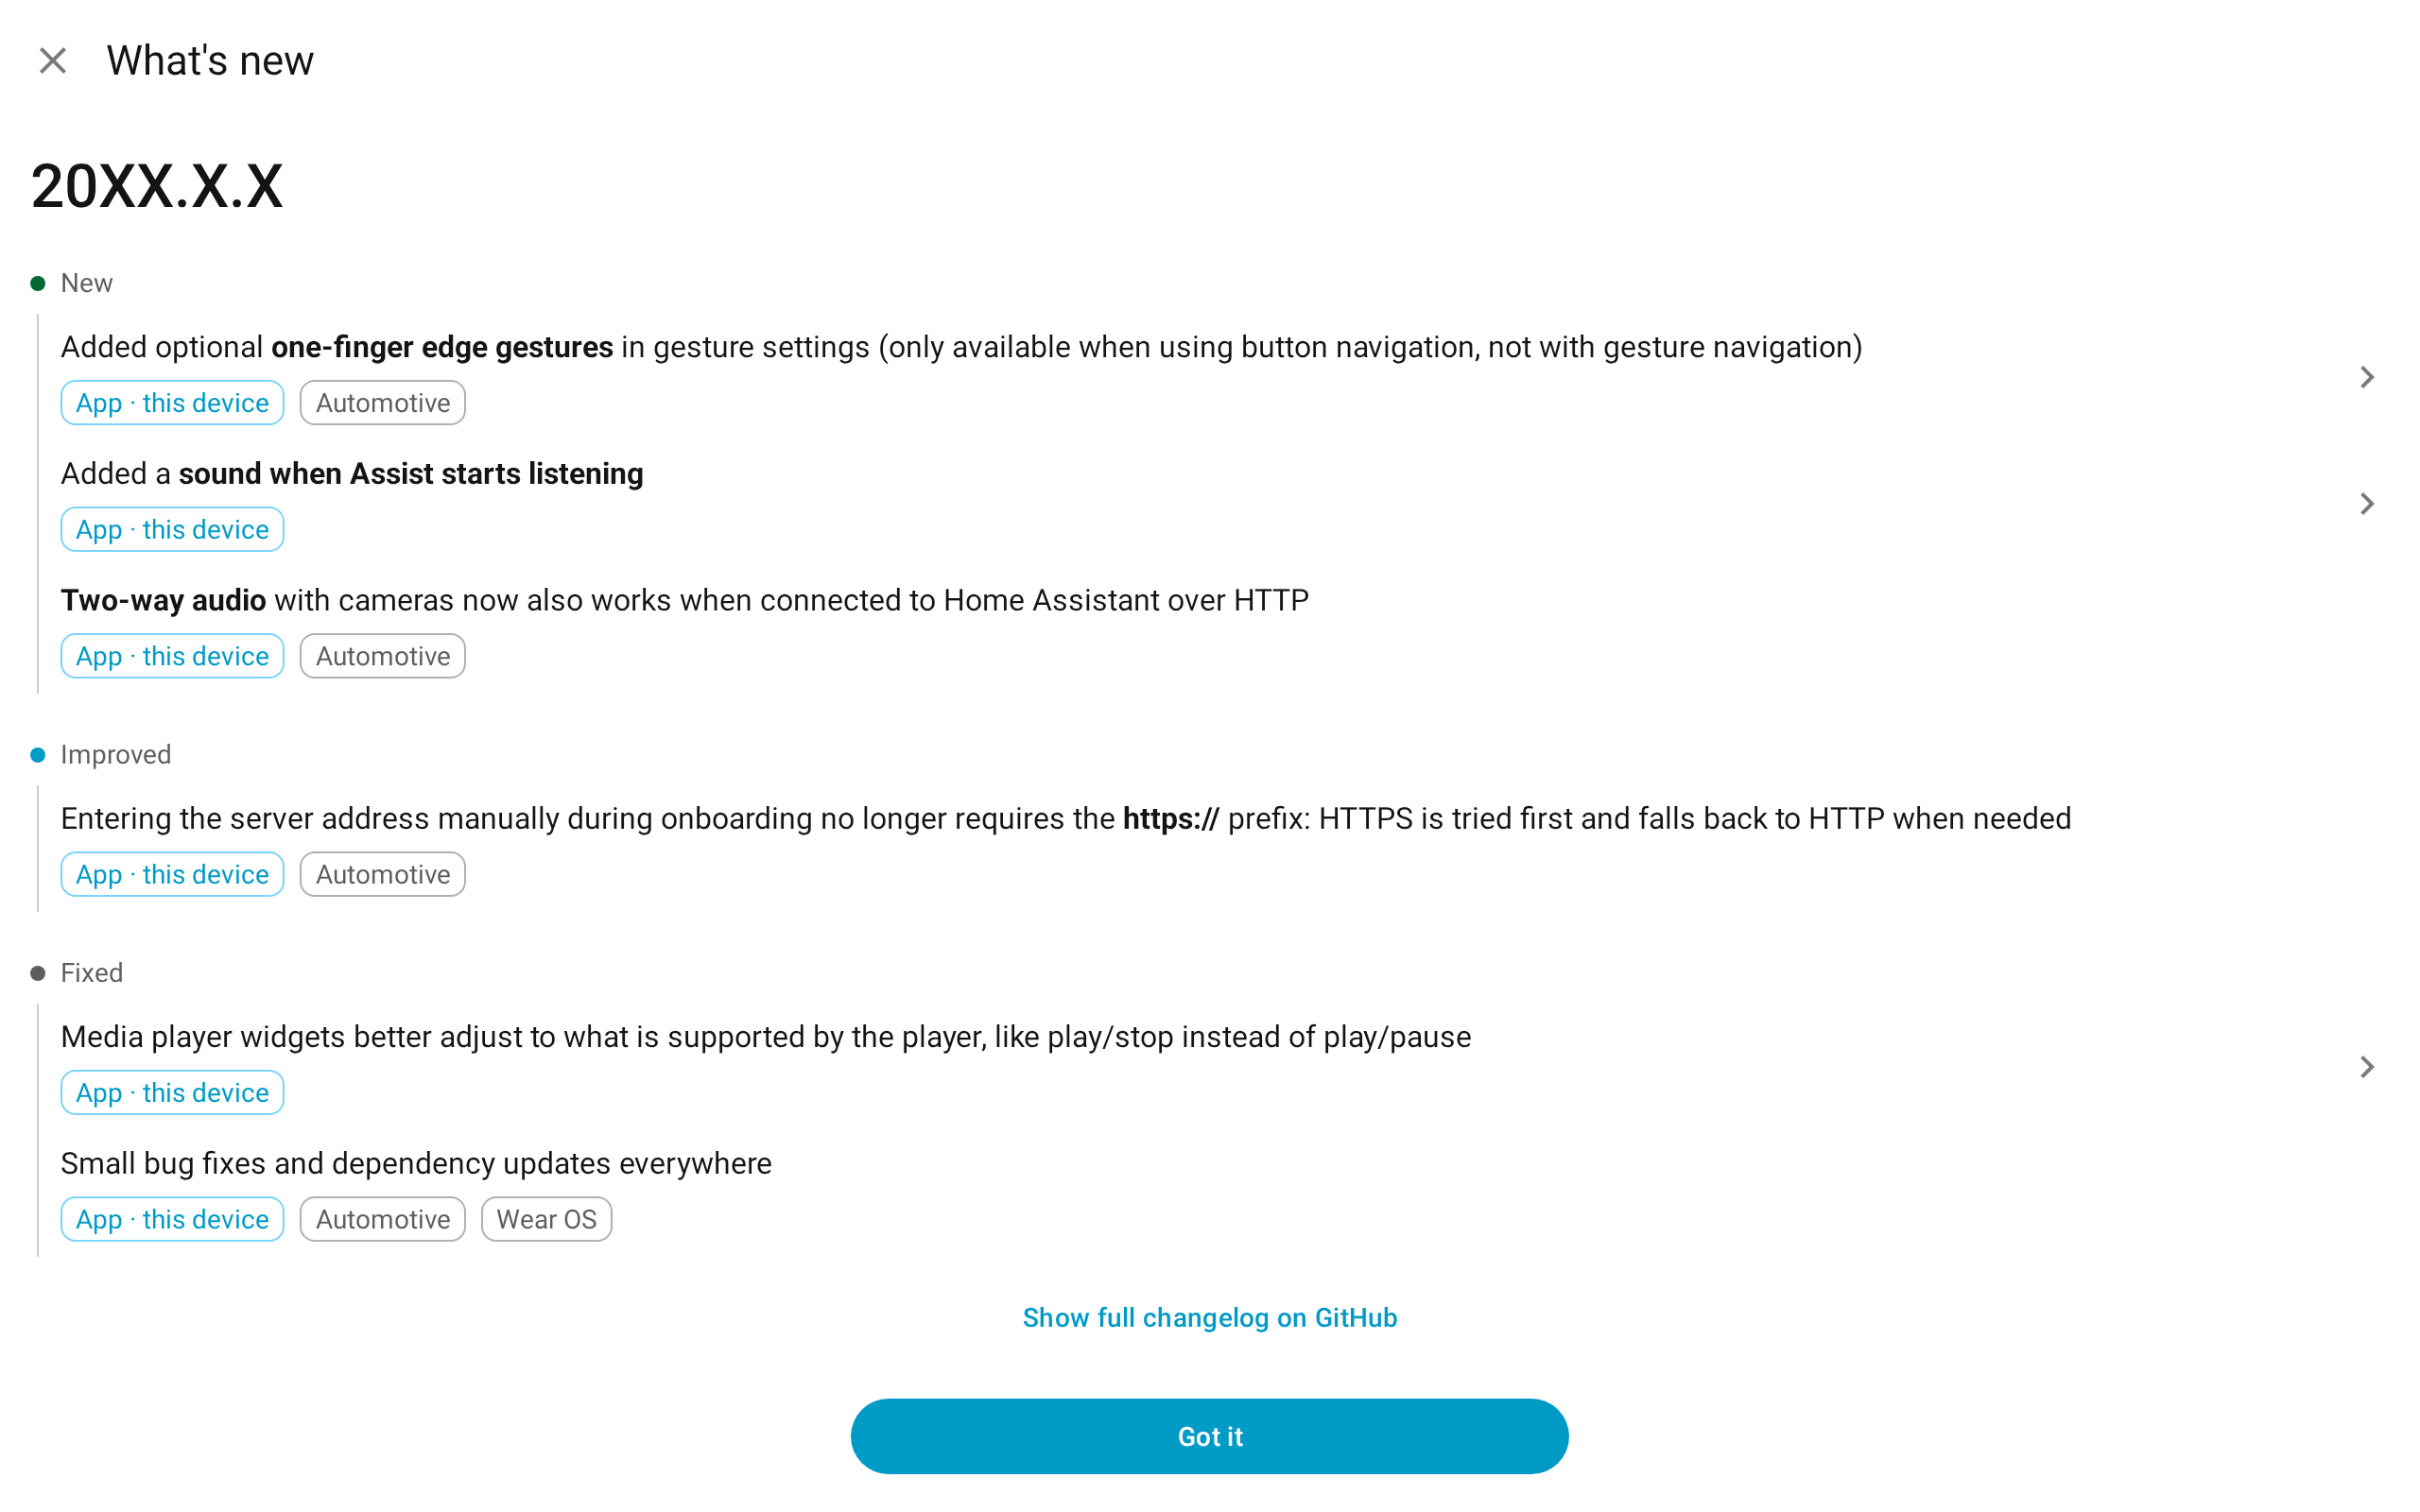 What's new
20XX.X.X
New
Added optional one-finger edge gestures in gesture settings (only available when using button navigation, not with gesture navigation)
App · this device Automotive
Added a sound when Assist starts listening
App · this device
Two-way audio with cameras now also works when connected to Home Assistant over HTTP
App · this device Automotive
Improved
Entering the server address manually during onboarding no longer requires the https:// prefix: HTTPS is tried first and falls back to HTTP when needed
App · this device Automotive
Fixed
Media player widgets better adjust to what is supported by the player, like play/stop instead of play/pause
App · this device
Small bug fixes and dependency updates everywhere
App · this device Automotive Wear OS
Show full changelog on GitHub
Got it